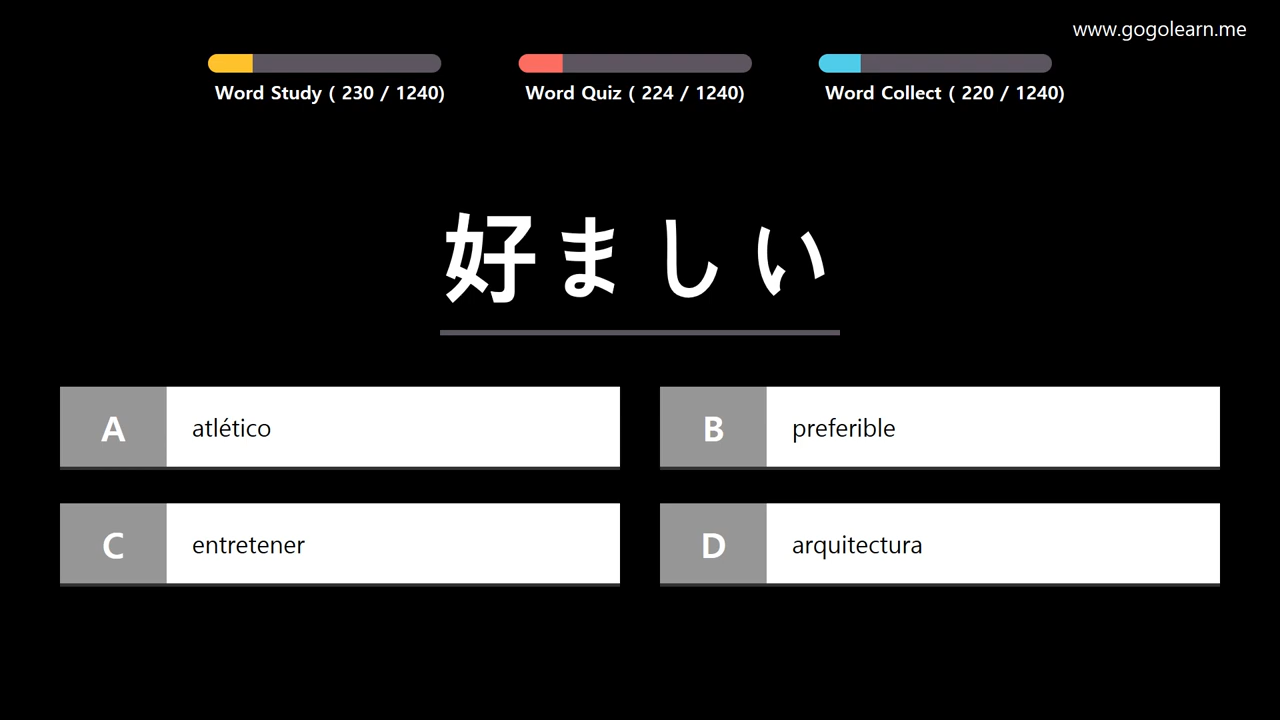 www.gogolearn.me
Word Study ( 230 / 1240)
Word Quiz ( 224 / 1240)
Word Collect ( 220 / 1240)
好ましい
A atlético
B preferible
C entretener
D arquitectura